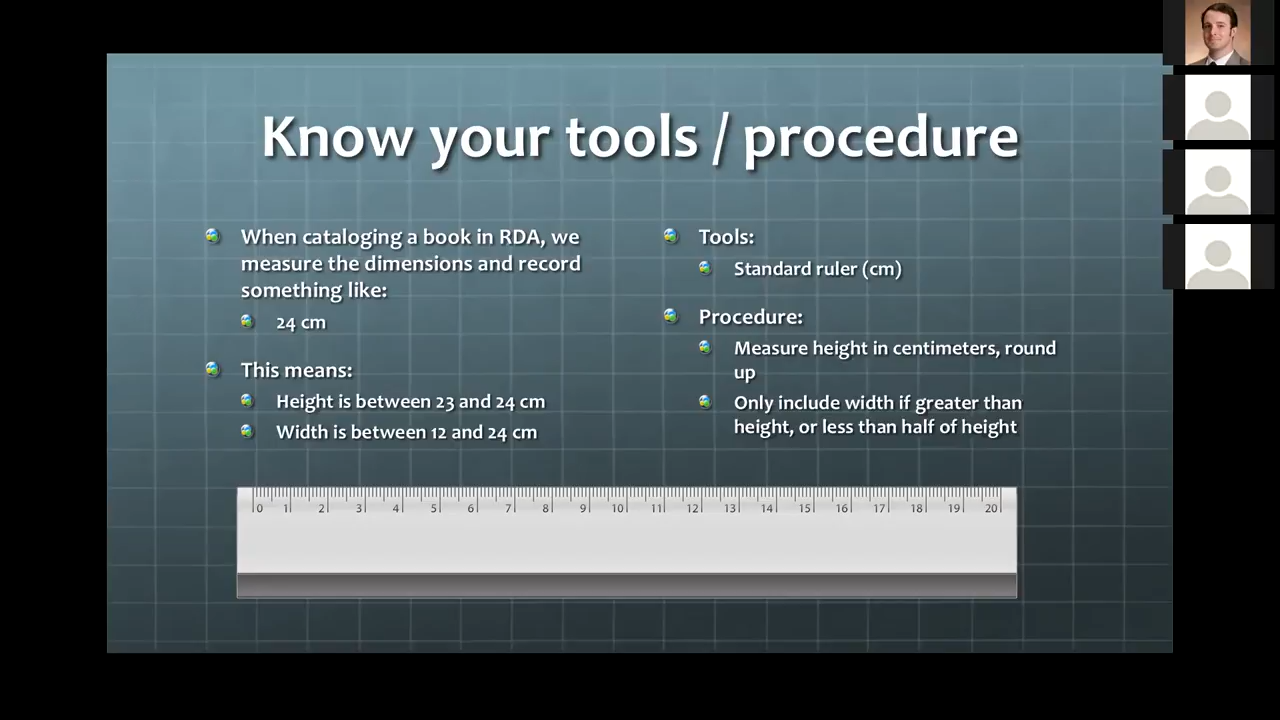 Know your tools / procedure
When cataloging a book in RDA, we
measure the dimensions and record
something like:
24 cm
This means:
Height is between 23 and 24 cm
Width is between 12 and 24 cm
Tools:
Standard ruler (cm)
Procedure:
Measure height in centimeters, round
up
Only include width if greater than
height, or less than half of height
0 1 2 3 4 5 6 7 8 9 10 11 12 13 14 15 16 17 18 19 20